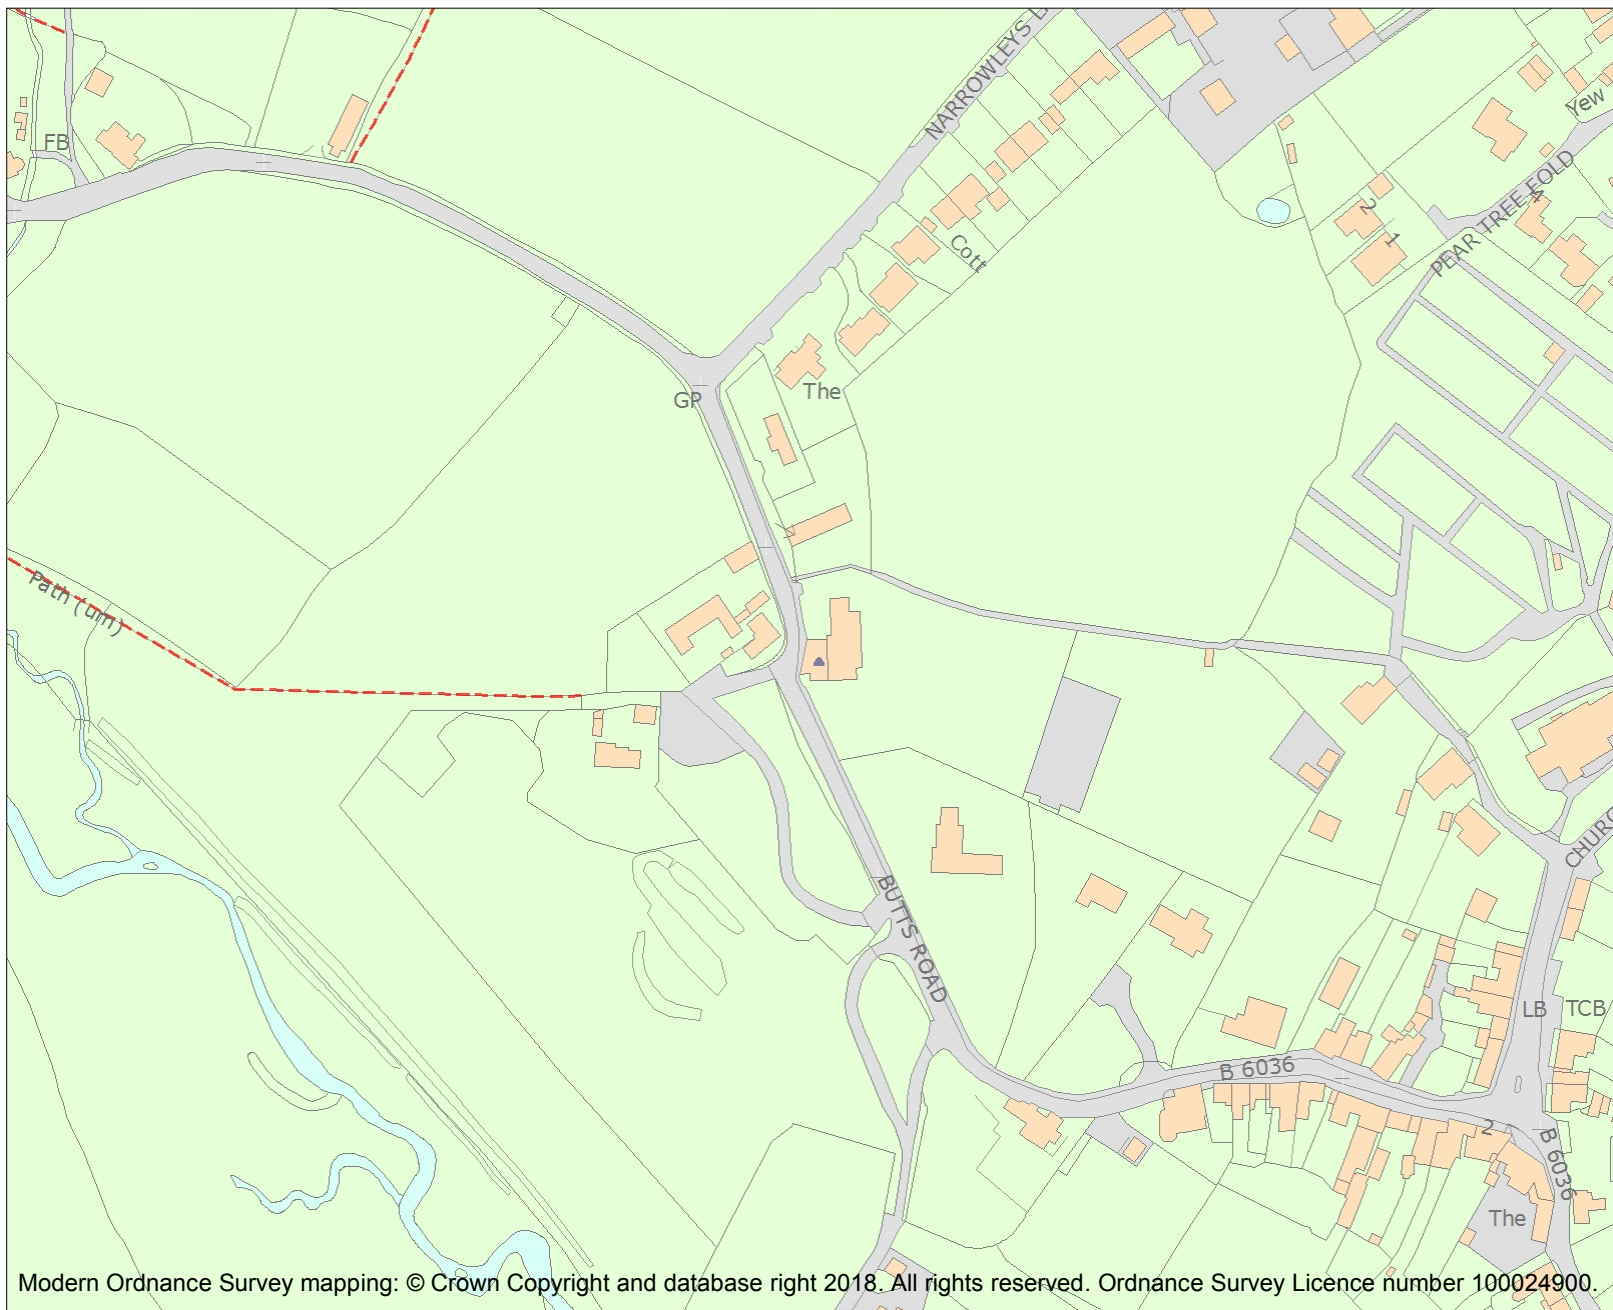 NARROWLEYS L
FB
Yew
PEAR TREE FOLD
4
2
1
Cott
The
GP
Path (um)
CHURC
BUTTS ROAD
LB
TCB
B 6036
2
B 6036
The
Modern Ordnance Survey mapping: © Crown Copyright and database right 2018. All rights reserved. Ordnance Survey Licence number 100024900.